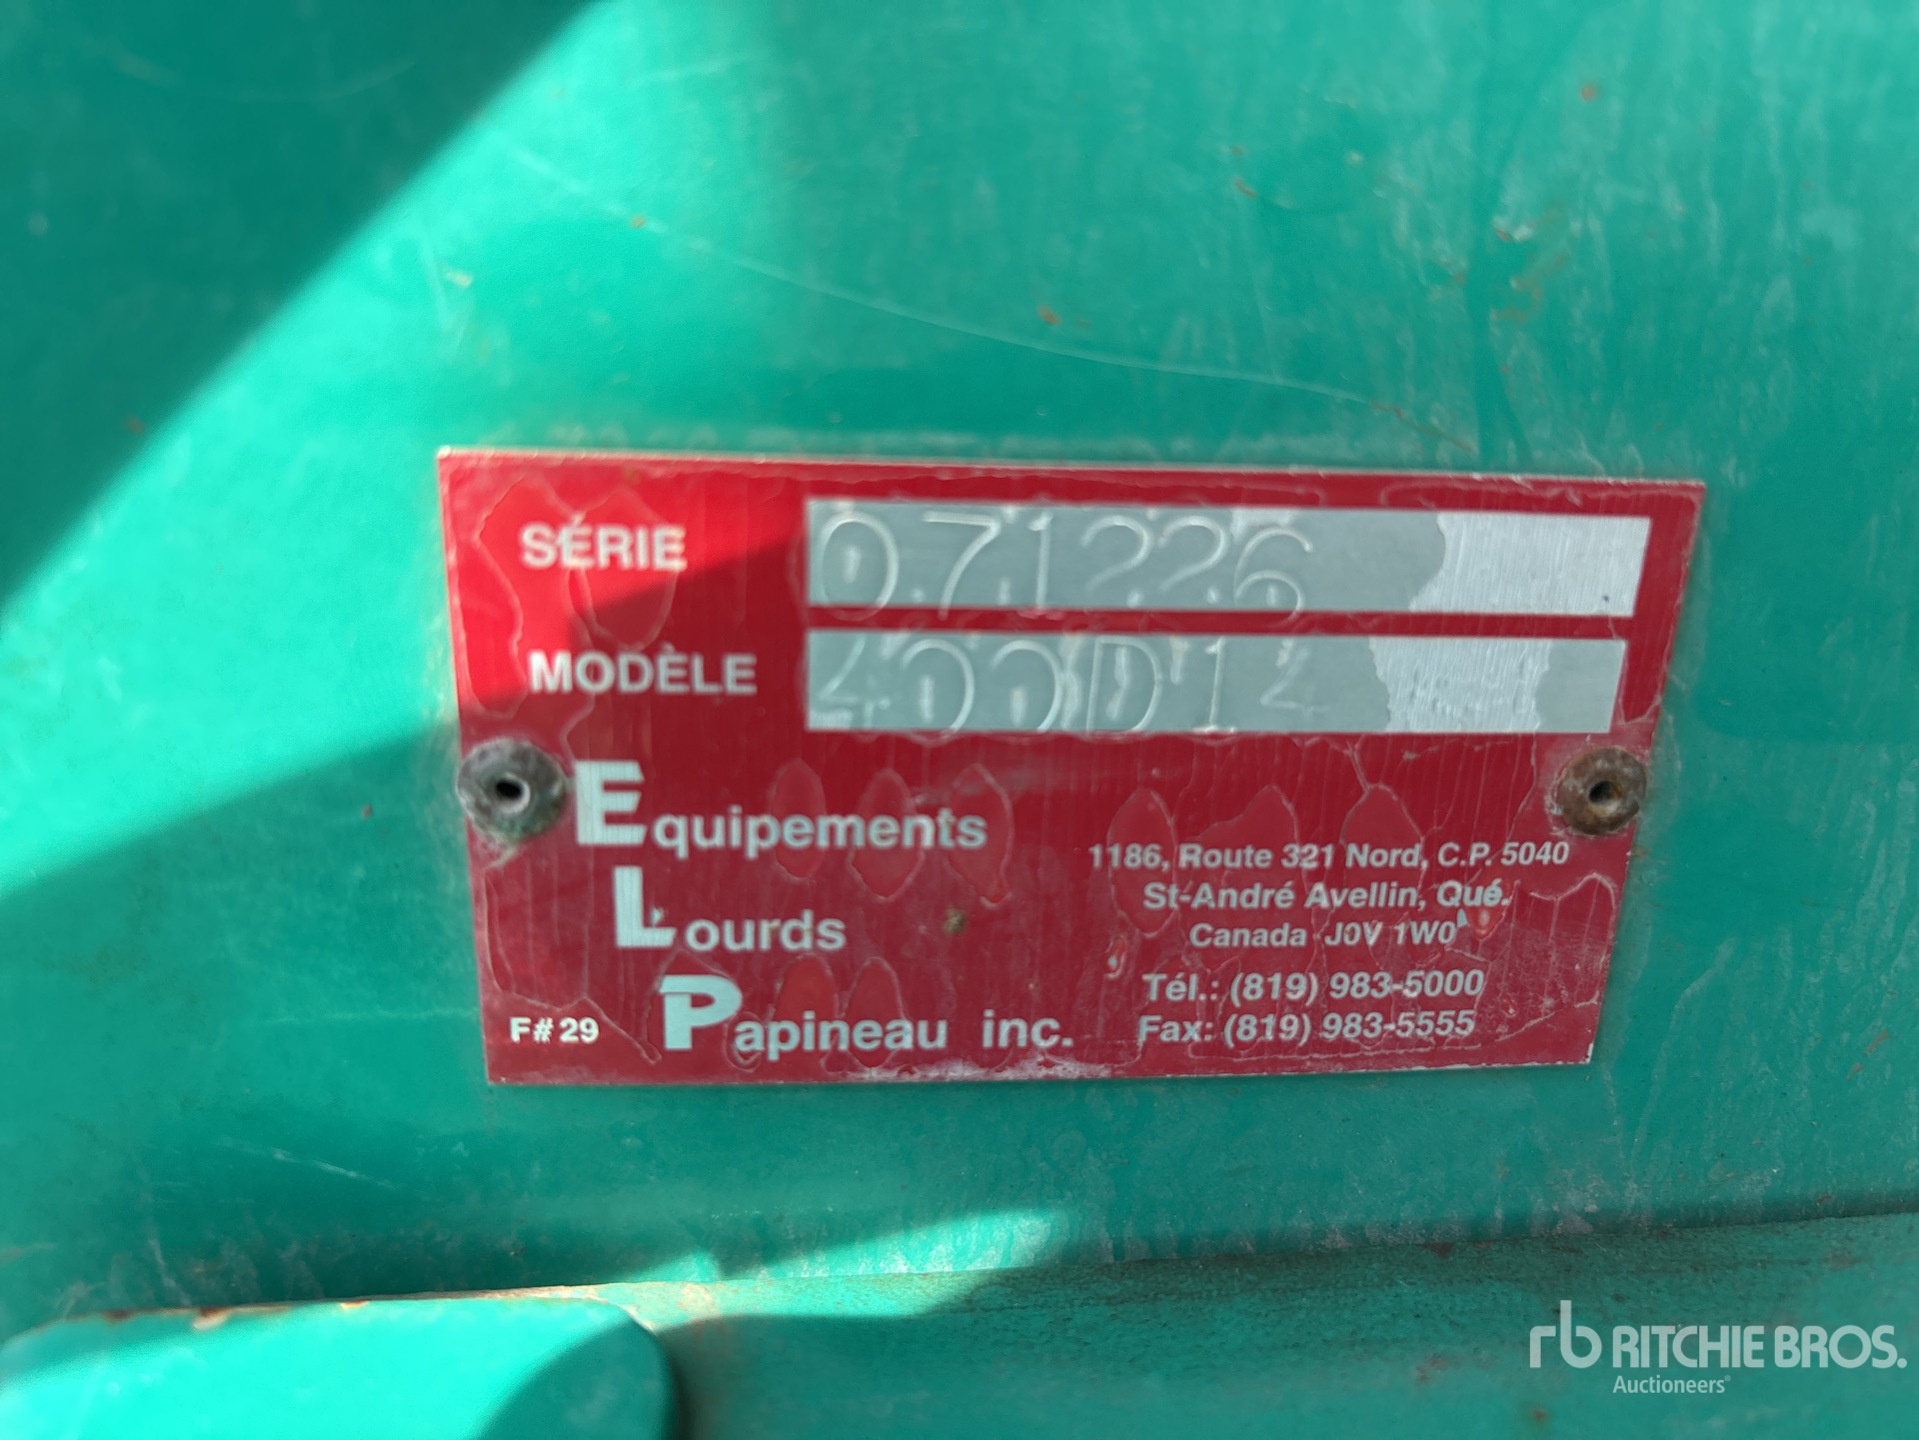 SÉRIE 071226
MODÈLE 400D14
Equipements
Lourds
Papineau inc.
F# 29
1186, Route 321 Nord, C.P. 5040
St-André Avellin, Qué.
Canada J0V 1W0
Tél.: (819) 983-5000
Fax: (819) 983-5555
rb RITCHIE BROS.
Auctioneers